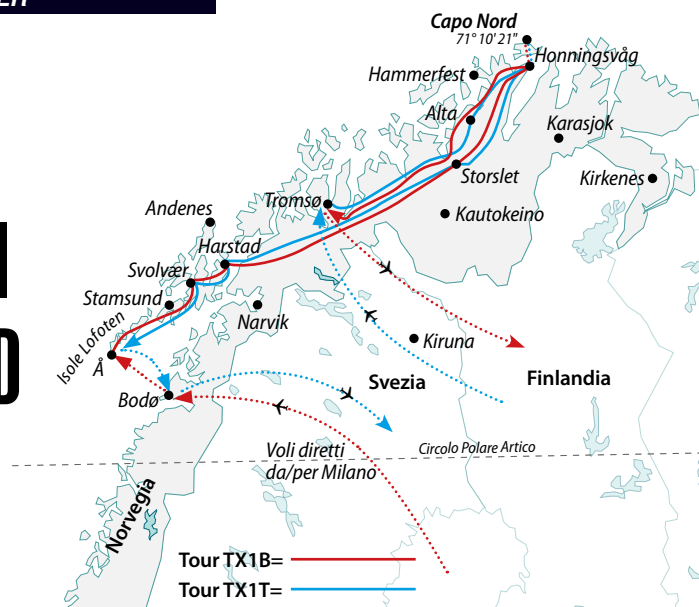 Capo Nord
71° 10' 21"
Honningsvåg
Hammerfest
Alta
Karasjok
Storslet
Kirkenes
Tromsø
Andenes
Kautokeino
Harstad
Svolvær
Stamsund
Narvik
Isole Lofoten
Kiruna
Å
Svezia
Finlandia
Bodø
Voli diretti
da/per Milano
Circolo Polare Artico
Norvegia
Tour TX1B=
Tour TX1T=